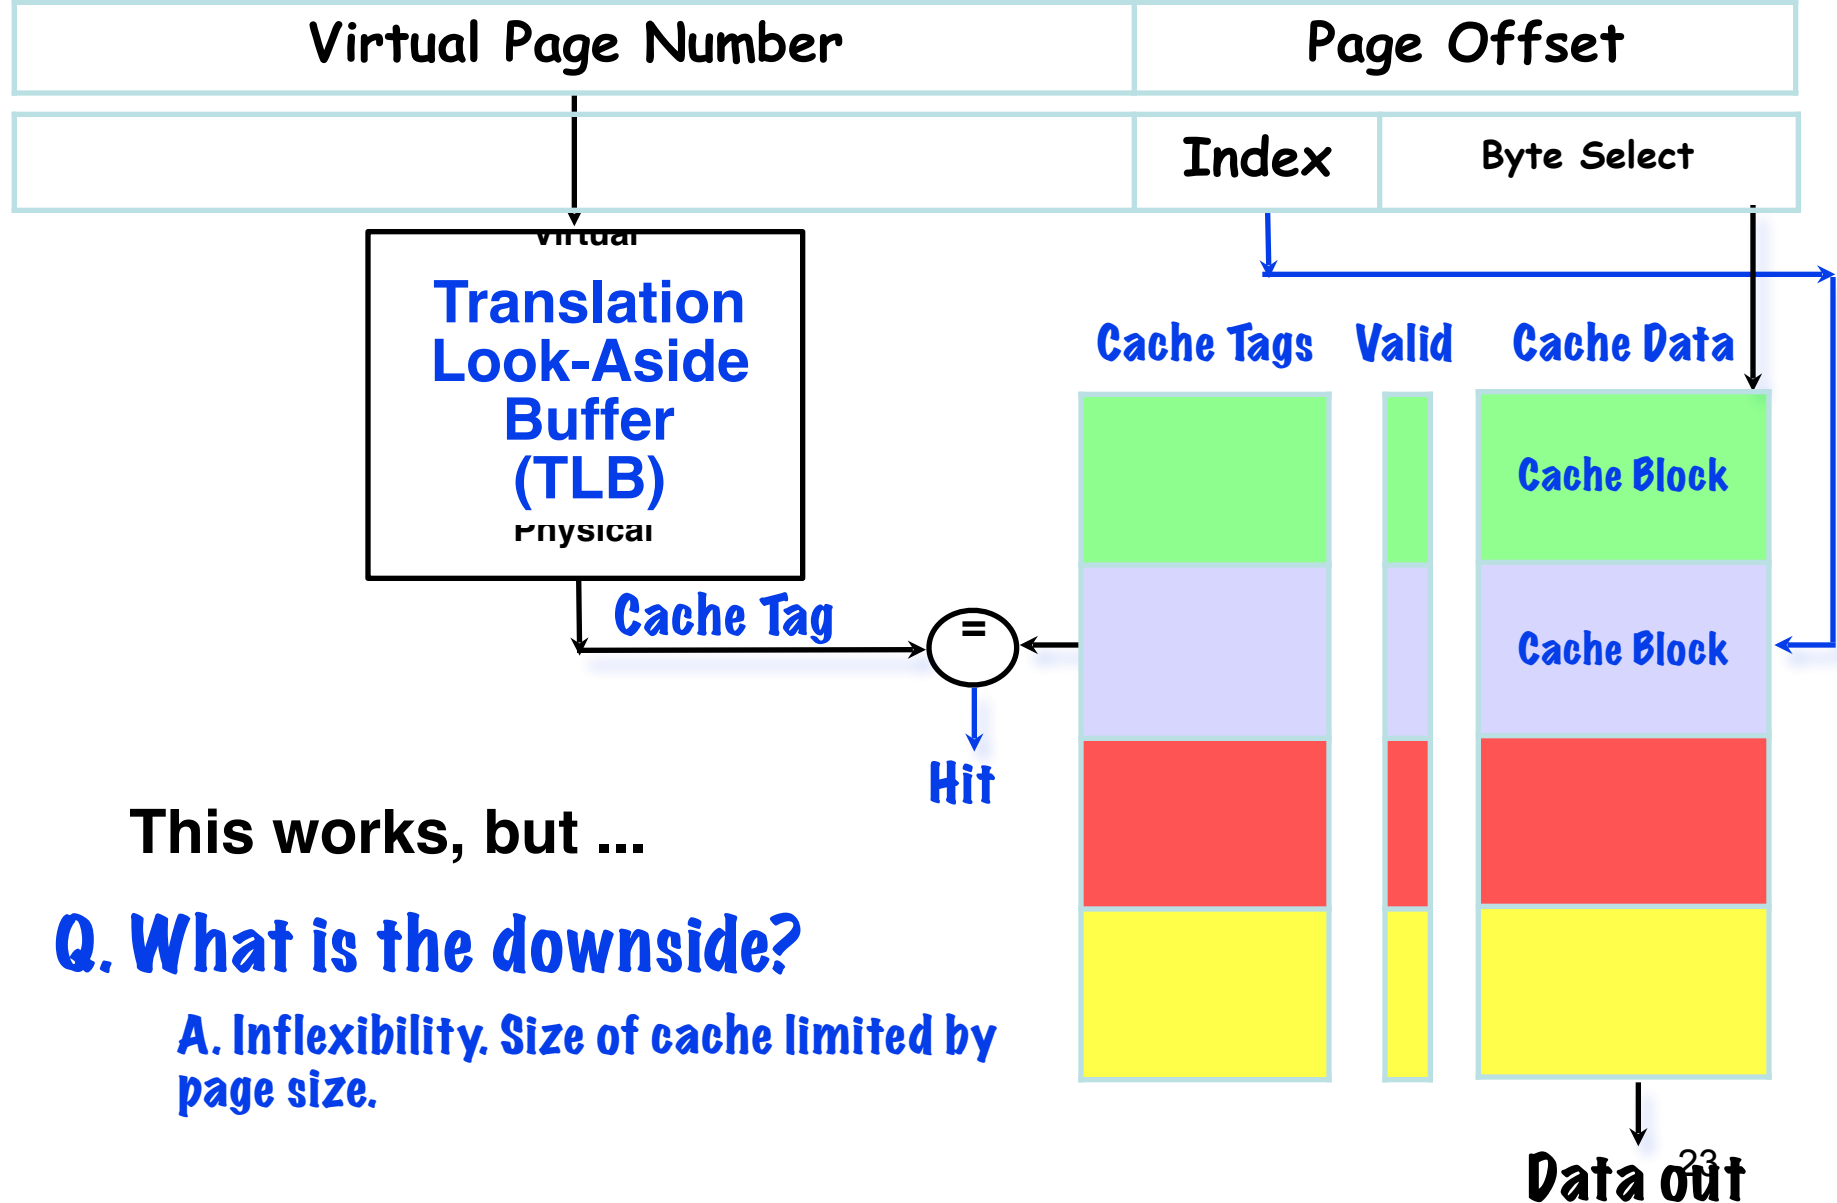 Virtual Page Number Page Offset
Index Byte Select
Virtual
Translation
Look-Aside
Buffer
(TLB)
Physical
Cache Tags Valid Cache Data
Cache Block
Cache Block
Cache Tag
=
Hit
This works, but ...
Q. What is the downside?
A. Inflexibility. Size of cache limited by
page size.
Data out
23